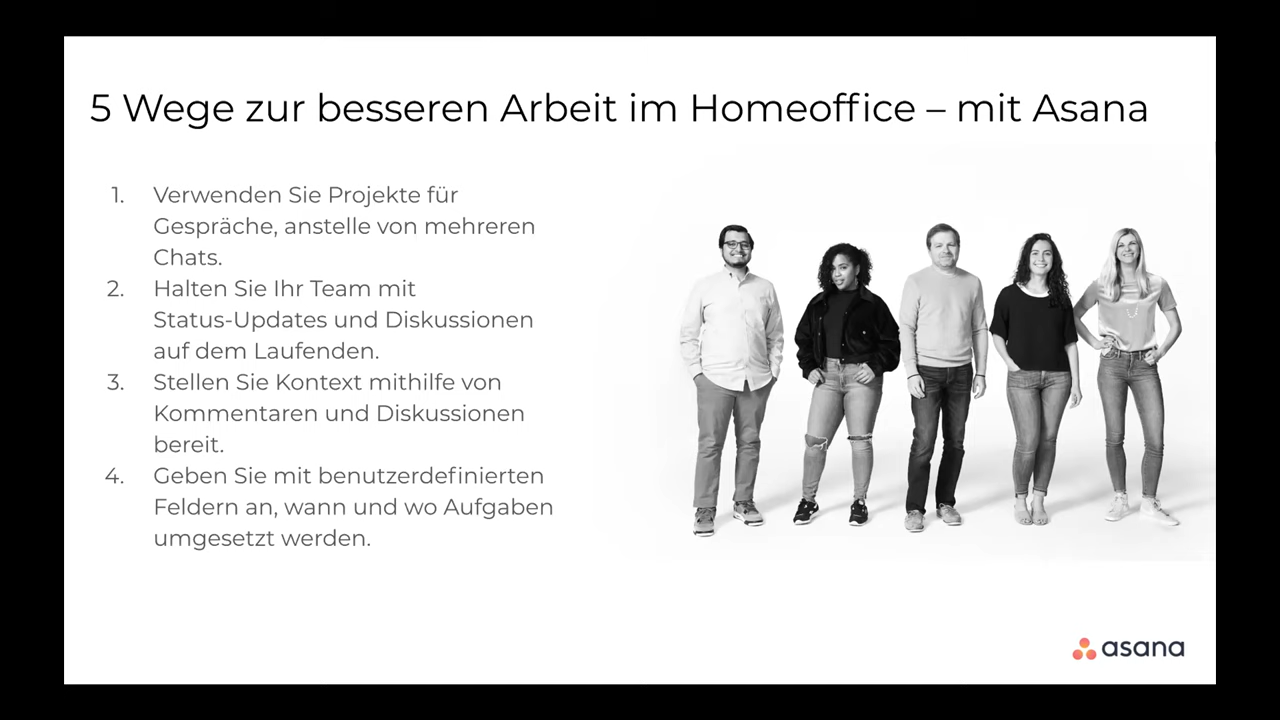 5 Wege zur besseren Arbeit im Homeoffice – mit Asana
1. Verwenden Sie Projekte für
Gespräche, anstelle von mehreren
Chats.
2. Halten Sie Ihr Team mit
Status-Updates und Diskussionen
auf dem Laufenden.
3. Stellen Sie Kontext mithilfe von
Kommentaren und Diskussionen
bereit.
4. Geben Sie mit benutzerdefinierten
Feldern an, wann und wo Aufgaben
umgesetzt werden.
asana